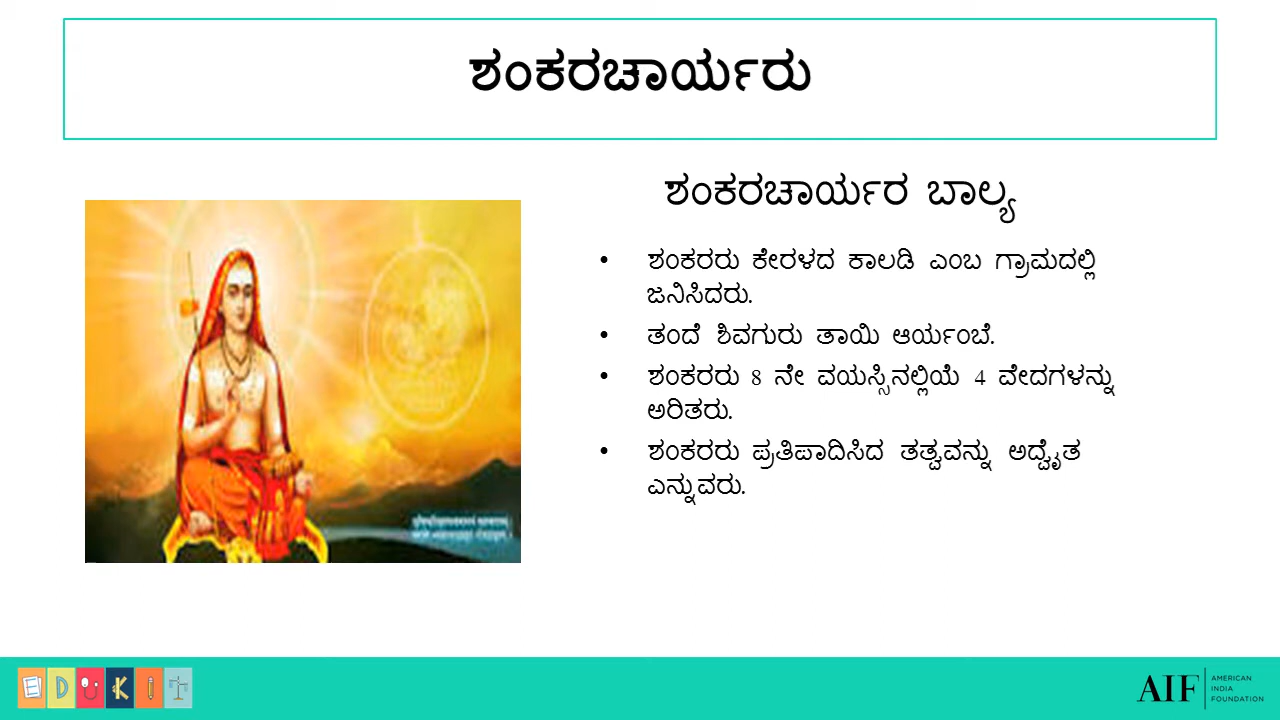 ಶಂಕರಚಾರ್ಯರು
ಶಂಕರಚಾರ್ಯರ ಬಾಲ್ಯ
• ಶಂಕರರು ಕೇರಳದ ಕಾಲಡಿ ಎಂಬ ಗ್ರಾಮದಲ್ಲಿ
ಜನಿಸಿದರು.
• ತಂದೆ ಶಿವಗುರು ತಾಯಿ ಆರ್ಯಂಬೆ.
• ಶಂಕರರು 8 ನೇ ವಯಸ್ಸಿನಲ್ಲಿಯೆ 4 ವೇದಗಳನ್ನು
ಅರಿತರು.
• ಶಂಕರರು ಪ್ರತಿಪಾದಿಸಿದ ತತ್ವವನ್ನು ಅದ್ವೈತ
ಎನ್ನುವರು.
EDUKIT
AIF AMERICAN
INDIA
FOUNDATION